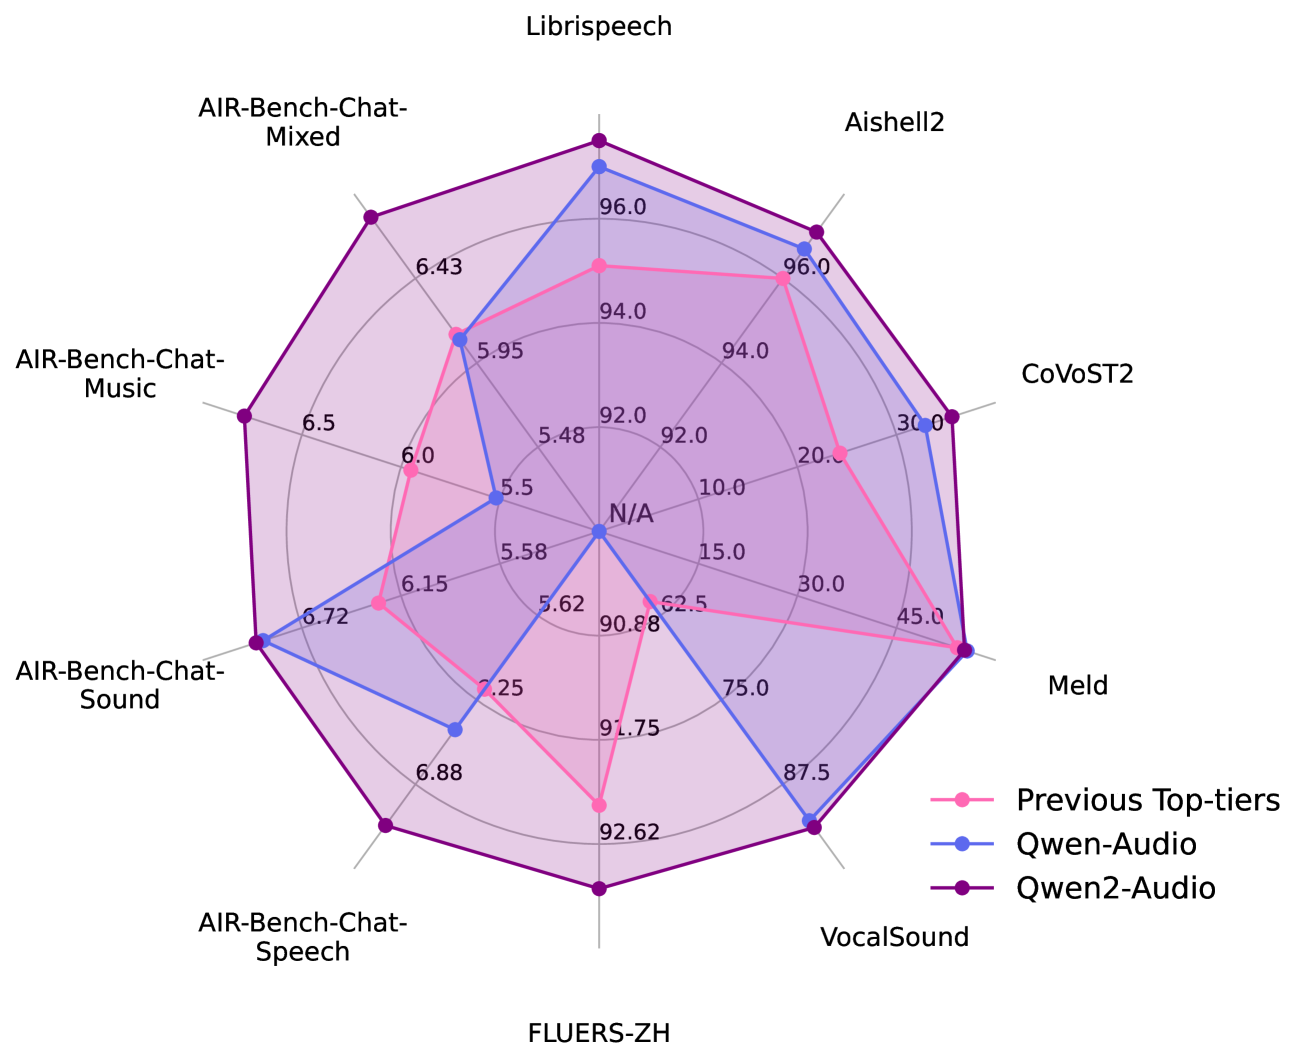 Librispeech
AIR-Bench-Chat-
Mixed
Aishell2
96.0
6.43
96.0
94.0
5.95
94.0
AIR-Bench-Chat-
Music
CoVoST2
6.5
92.0
30.0
5.48
92.0
6.0
20.0
5.5
10.0
N/A
5.58
15.0
6.15
30.0
5.62
62.5
6.72
90.88
45.0
AIR-Bench-Chat-
Sound
Meld
6.25
75.0
91.75
6.88
87.5
Previous Top-tiers
92.62
Qwen-Audio
Qwen2-Audio
AIR-Bench-Chat-
Speech
VocalSound
FLUERS-ZH